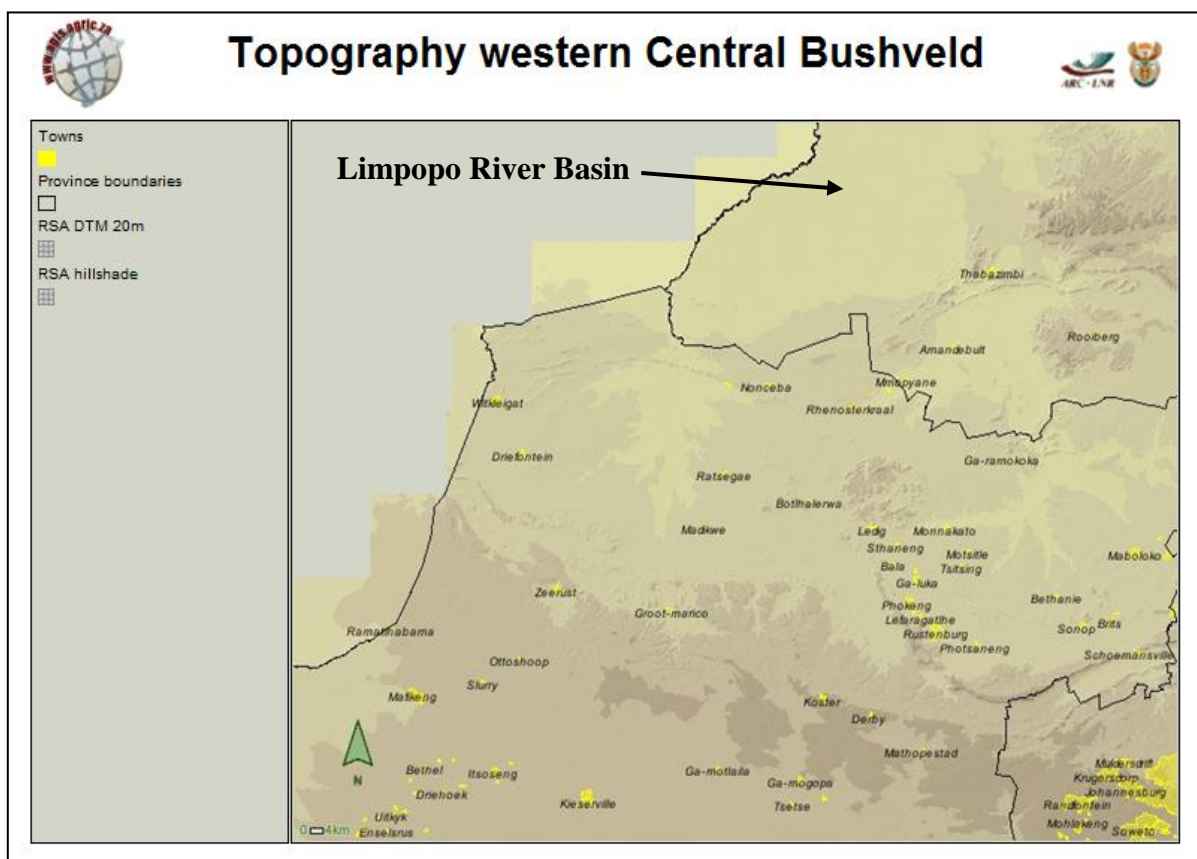 www.agis.agric.za
Topography western Central Bushveld
ARC • LNR
Towns
Province boundaries
RSA DTM 20m
RSA hillshade
Limpopo River Basin
Thabazimbi
Rooiberg
Amandebult
Mmopyane
Nonceba
Rhenosterkraal
Witkleigat
Driefontein
Ga-ramokoka
Ratsegae
Botlhalerwa
Madikwe
Ledig
Monnakato
Sthaneng
Motsitle
Maboloko
Bala
Tsitsing
Ga-luka
Zeerust
Groot-marico
Phokeng
Bethanie
Lefaragatlhe
Ramatlhabama
Rustenburg
Sonop
Brits
Photsaneng
Schoemansville
Ottoshoop
Slurry
Mafikeng
Koster
Derby
Mathopestad
Bethel
Itsoseng
Ga-motlaila
Ga-mogopa
Muldersdrift
Krugersdorp
Driehoek
Kieserville
Tsetse
Johannesburg
Randfontein
Uitkyk
Enselsrus
Mohlakeng
Soweto
N
0 4km